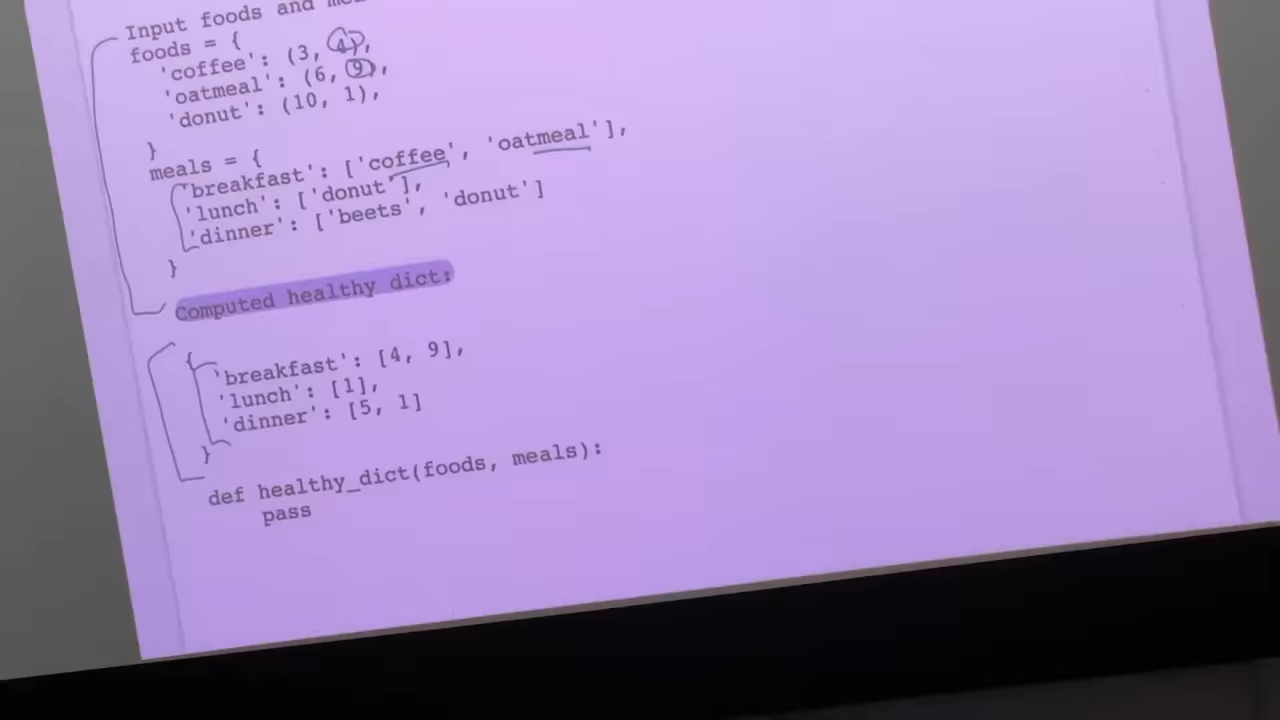 Input foods and
foods = {
'coffee': (3, 4),
'oatmeal': (6, 9),
'donut': (10, 1),
}
meals = {
'breakfast': ['coffee', 'oatmeal'],
'lunch': ['donut'],
'dinner': ['beets', 'donut']
}
Computed healthy dict:
{
'breakfast': [4, 9],
'lunch': [1],
'dinner': [5, 1]
}
def healthy_dict(foods, meals):
pass